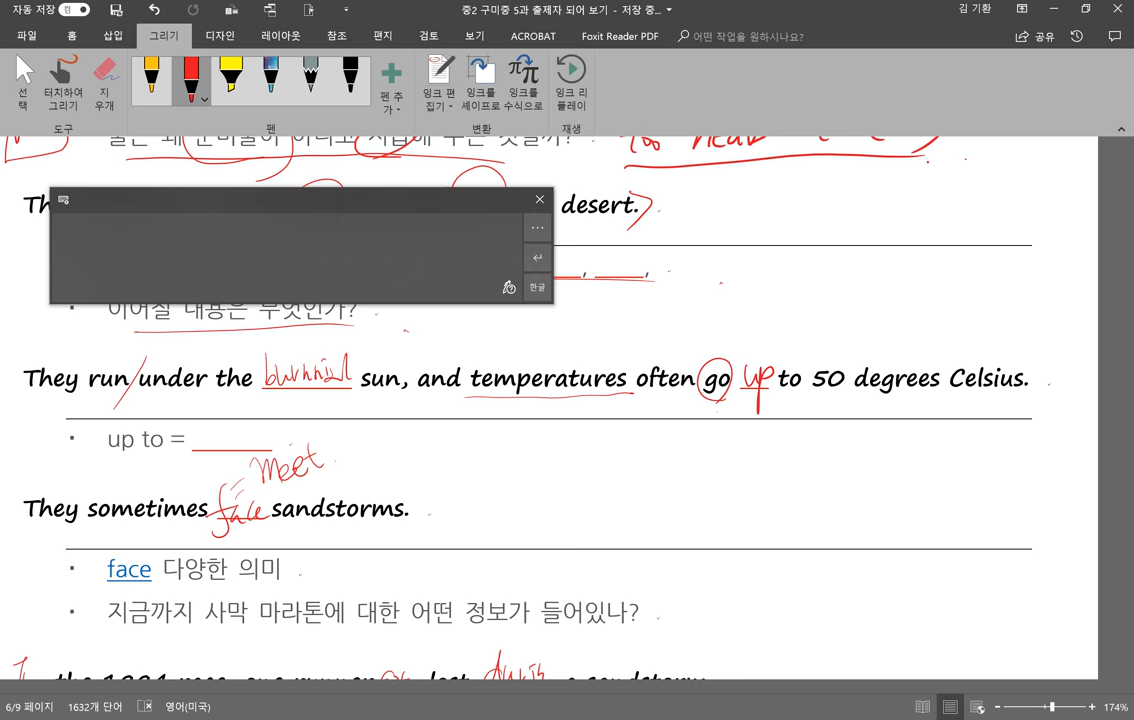 자동 저장 컴 중2 구미중 5과 출제자 되어 보기 - 저장 중... 김 기환
파일 홈 삽입 그리기 디자인 레이아웃 참조 편지 검토 보기 ACROBAT Foxit Reader PDF 어떤 작업을 원하시나요? 공유
선택 터치하여 그리기 지우개 펜 추가 잉크 편집기 잉크를 셰이프로 잉크를 수식으로 잉크 리플레이
도구 펜 변환 재생
desert.
한글
이어질 내용은 무엇인가?
They run / under the sun, and temperatures often go up to 50 degrees Celsius.
up to = ______
= Meet
They sometimes face sandstorms.
face 다양한 의미
지금까지 사막 마라톤에 대한 어떤 정보가 들어있나?
6/9 페이지 1632개 단어 영어(미국) 174%